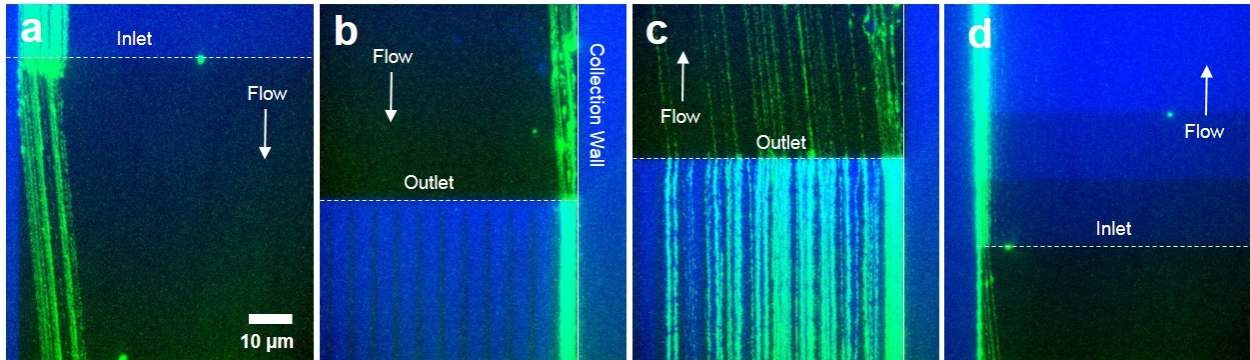 a
Inlet
Flow
10 µm
b
Flow
Outlet
Collection Wall
c
Flow
Outlet
d
Flow
Inlet